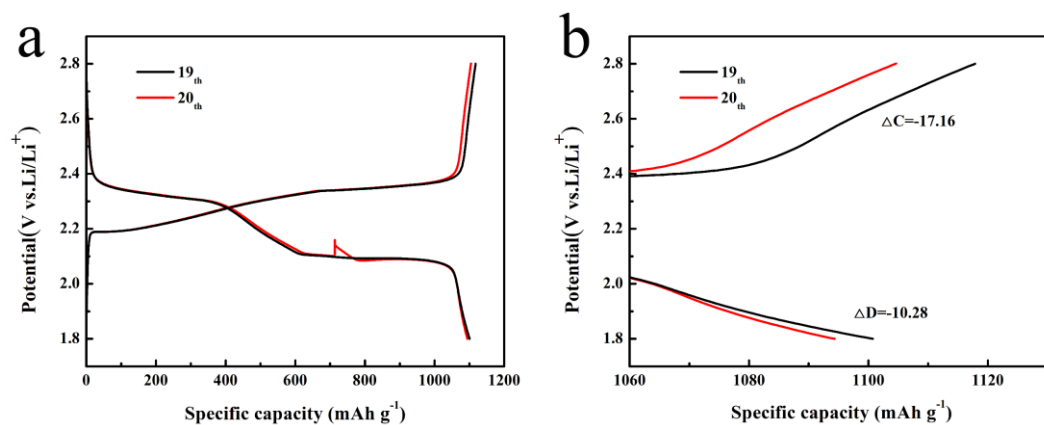 a
2.8
2.6
2.4
2.2
2.0
1.8
Potential(V vs.Li/Li+
19th
20th
0 200 400 600 800 1000 1200
Specific capacity (mAh g-1)
b
2.8
2.6
2.4
2.2
2.0
1.8
Potential(V vs.Li/Li+
19th
20th
△C=-17.16
△D=-10.28
1060 1080 1100 1120
Specific capacity (mAh g-1)